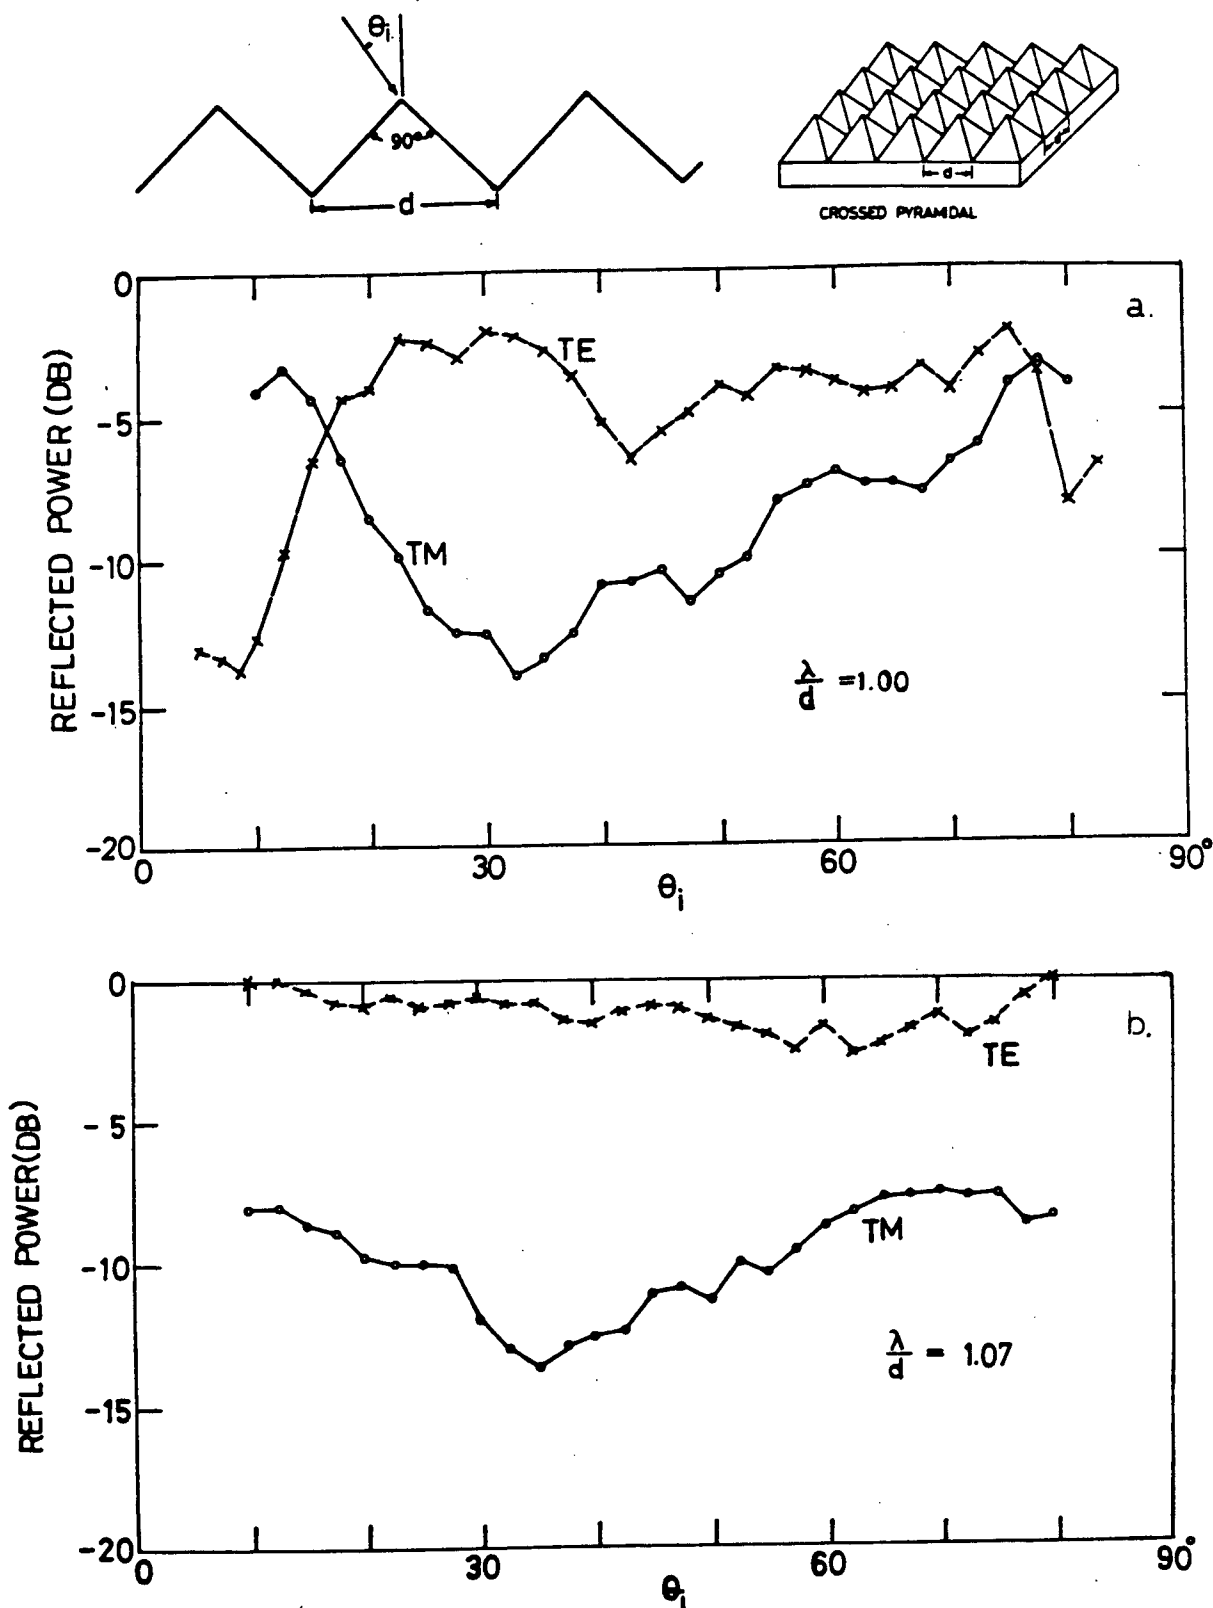 θi
90°
d
d
d
CROSSED PYRAMIDAL
a.
0
-5
-10
-15
-20
REFLECTED POWER (DB)
TE
TM
λ/d =1.00
0
30
60
90°
θi
b.
0
-5
-10
-15
-20
REFLECTED POWER(DB)
TE
TM
λ/d = 1.07
0
30
60
90°
θi